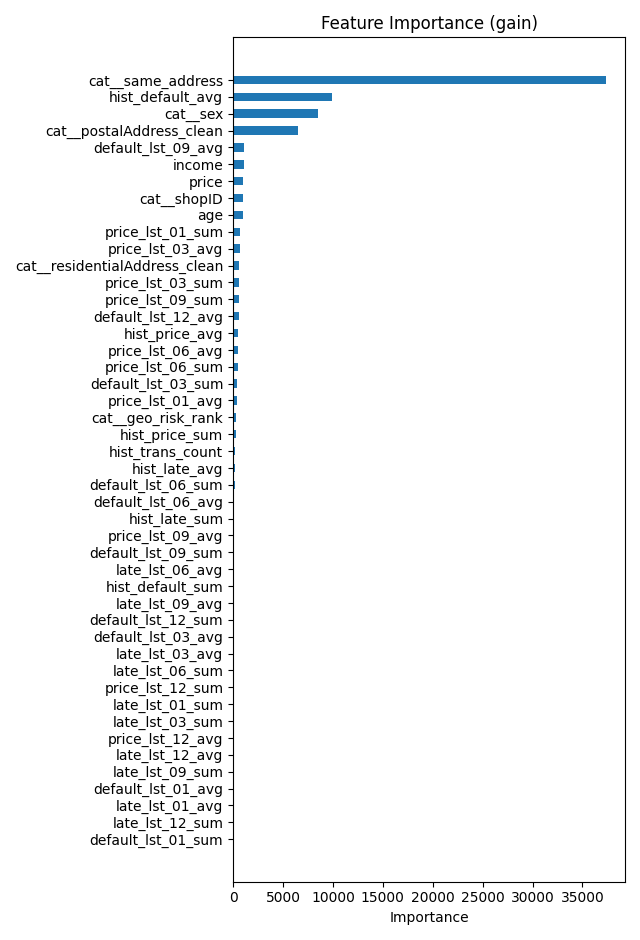 Feature Importance (gain)
cat__same_address
hist_default_avg
cat__sex
cat__postalAddress_clean
default_lst_09_avg
income
price
cat__shopID
age
price_lst_01_sum
price_lst_03_avg
cat__residentialAddress_clean
price_lst_03_sum
price_lst_09_sum
default_lst_12_avg
hist_price_avg
price_lst_06_avg
price_lst_06_sum
default_lst_03_sum
price_lst_01_avg
cat__geo_risk_rank
hist_price_sum
hist_trans_count
hist_late_avg
default_lst_06_sum
default_lst_06_avg
hist_late_sum
price_lst_09_avg
default_lst_09_sum
late_lst_06_avg
hist_default_sum
late_lst_09_avg
default_lst_12_sum
default_lst_03_avg
late_lst_03_avg
late_lst_06_sum
price_lst_12_sum
late_lst_01_sum
late_lst_03_sum
price_lst_12_avg
late_lst_12_avg
late_lst_09_sum
default_lst_01_avg
late_lst_01_avg
late_lst_12_sum
default_lst_01_sum
0 5000 10000 15000 20000 25000 30000 35000
Importance